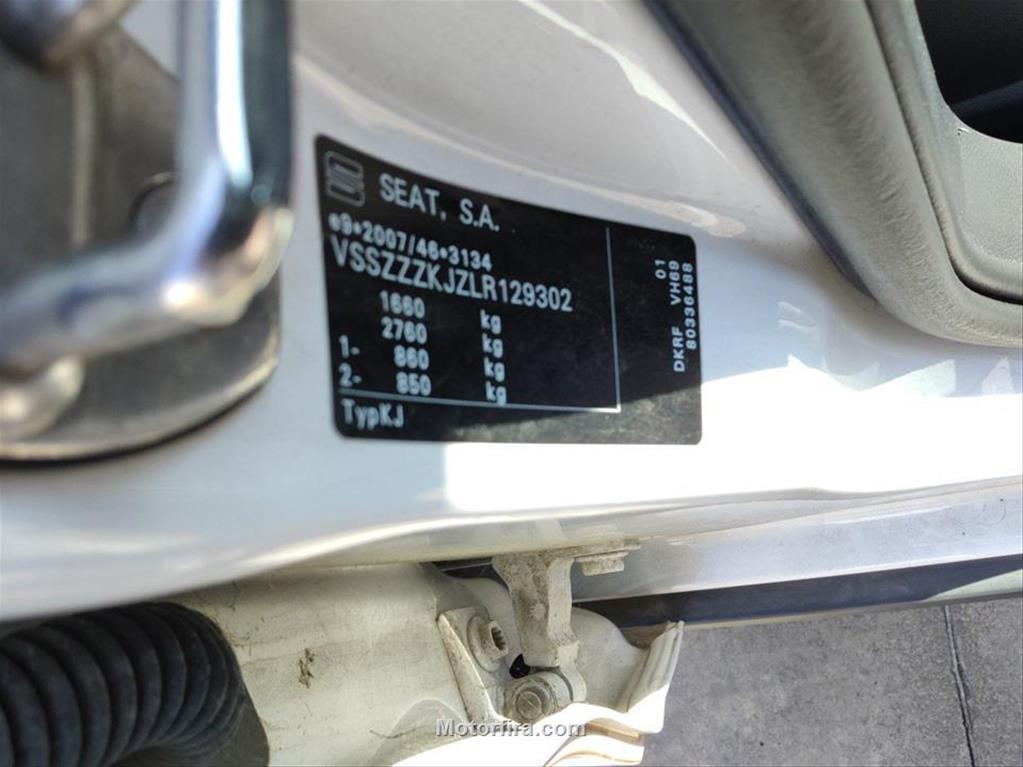 SEAT, S.A.
e9*2007/46*3134
VSSZZZKJZLR129302
1660 kg
2760 kg
1- 860 kg
2- 850 kg
TypKJ
01
DKRF VH69
80336488
Motorfira.com